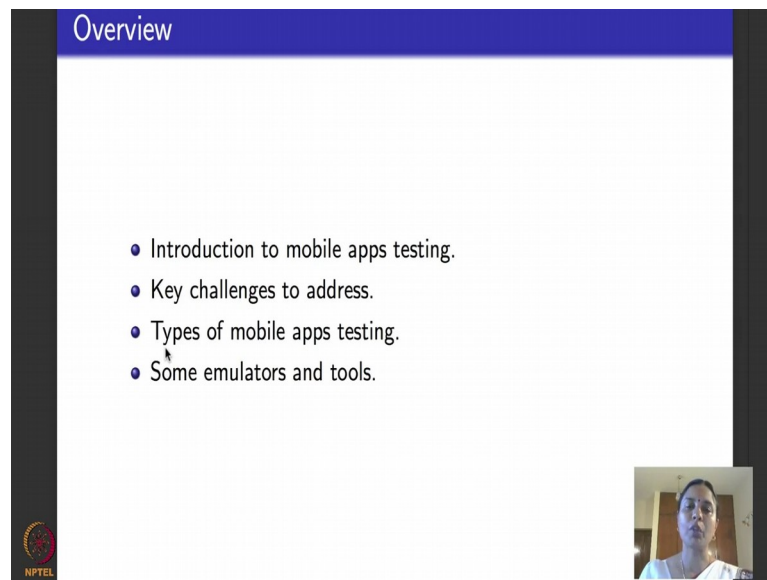 Overview
Introduction to mobile apps testing.
Key challenges to address.
Types of mobile apps testing.
Some emulators and tools.
NPTEL